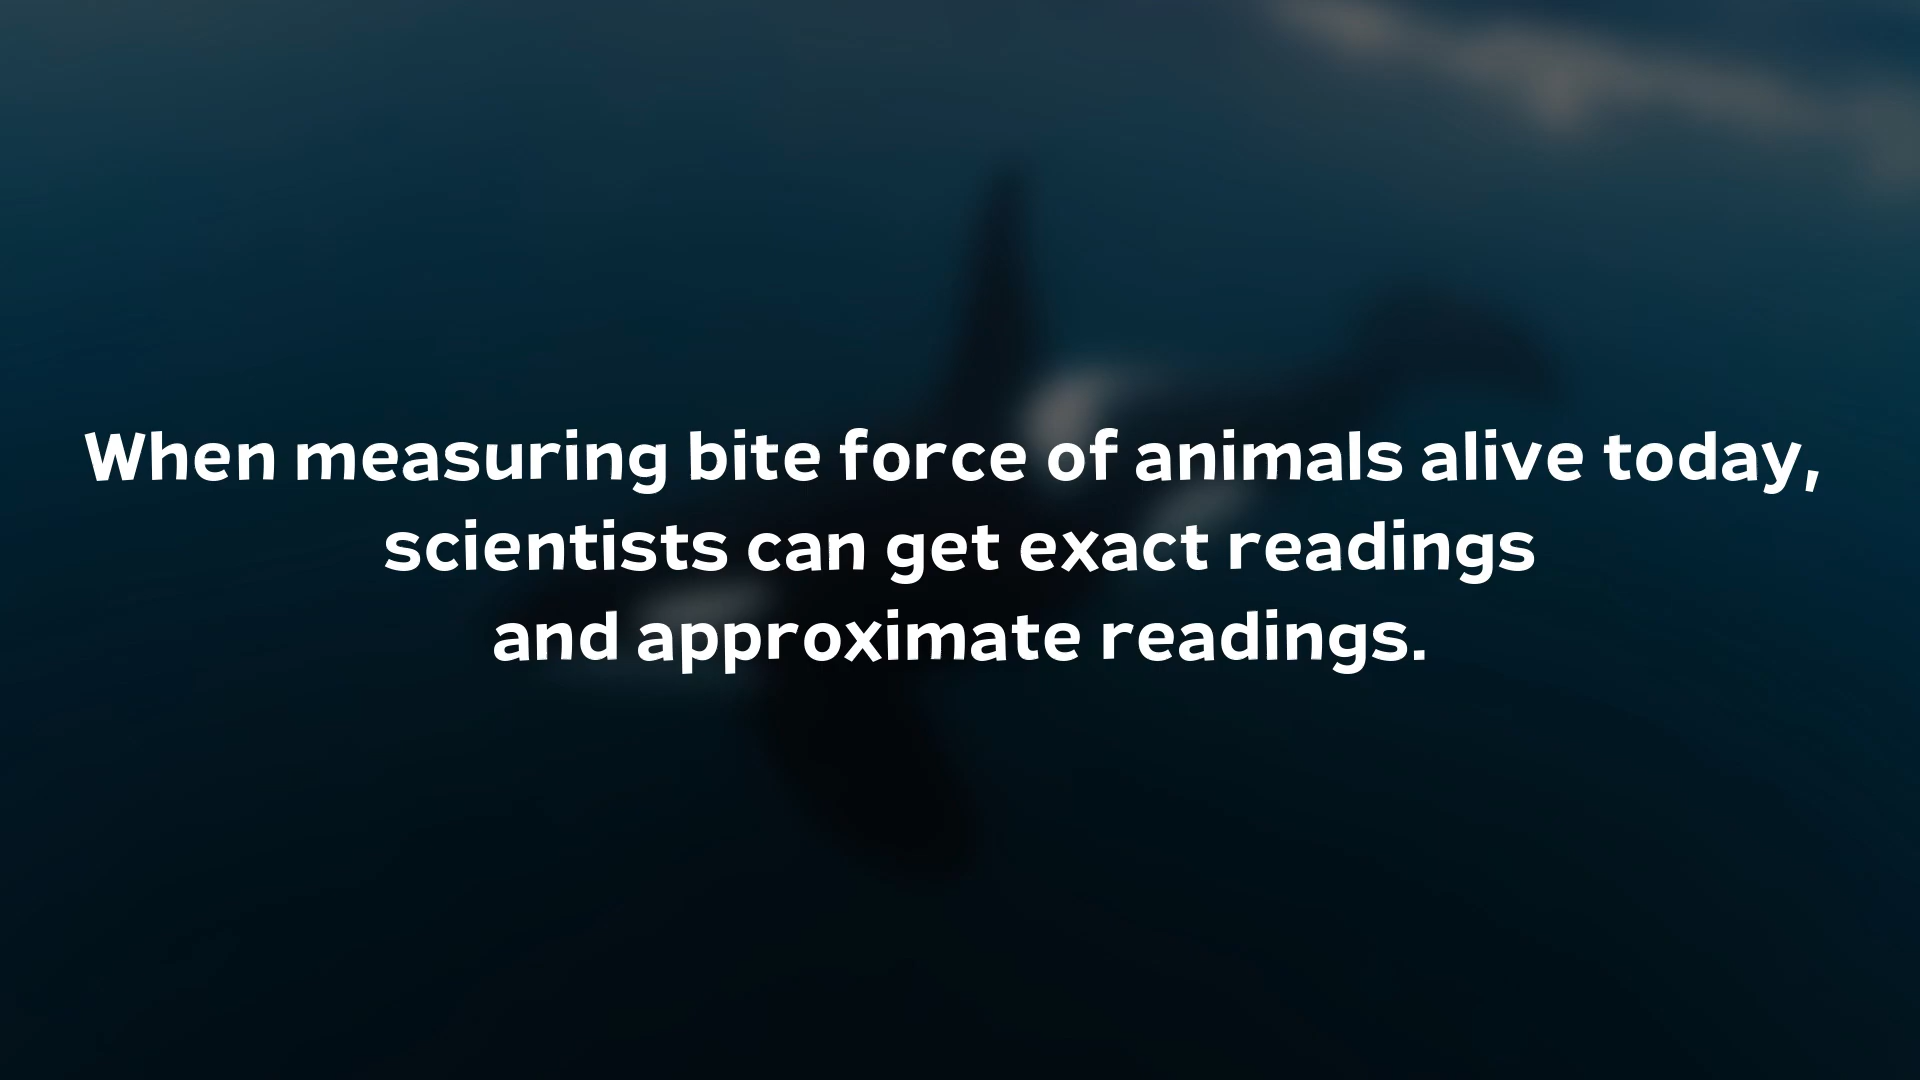 When measuring bite force of animals alive today,
scientists can get exact readings
and approximate readings.